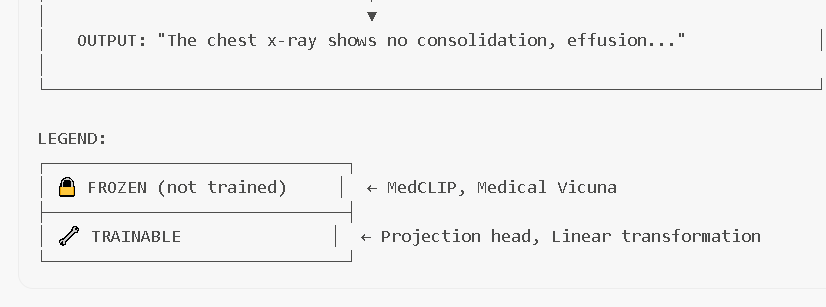 OUTPUT: "The chest x-ray shows no consolidation, effusion..."
LEGEND:
FROZEN (not trained) ← MedCLIP, Medical Vicuna
TRAINABLE ← Projection head, Linear transformation